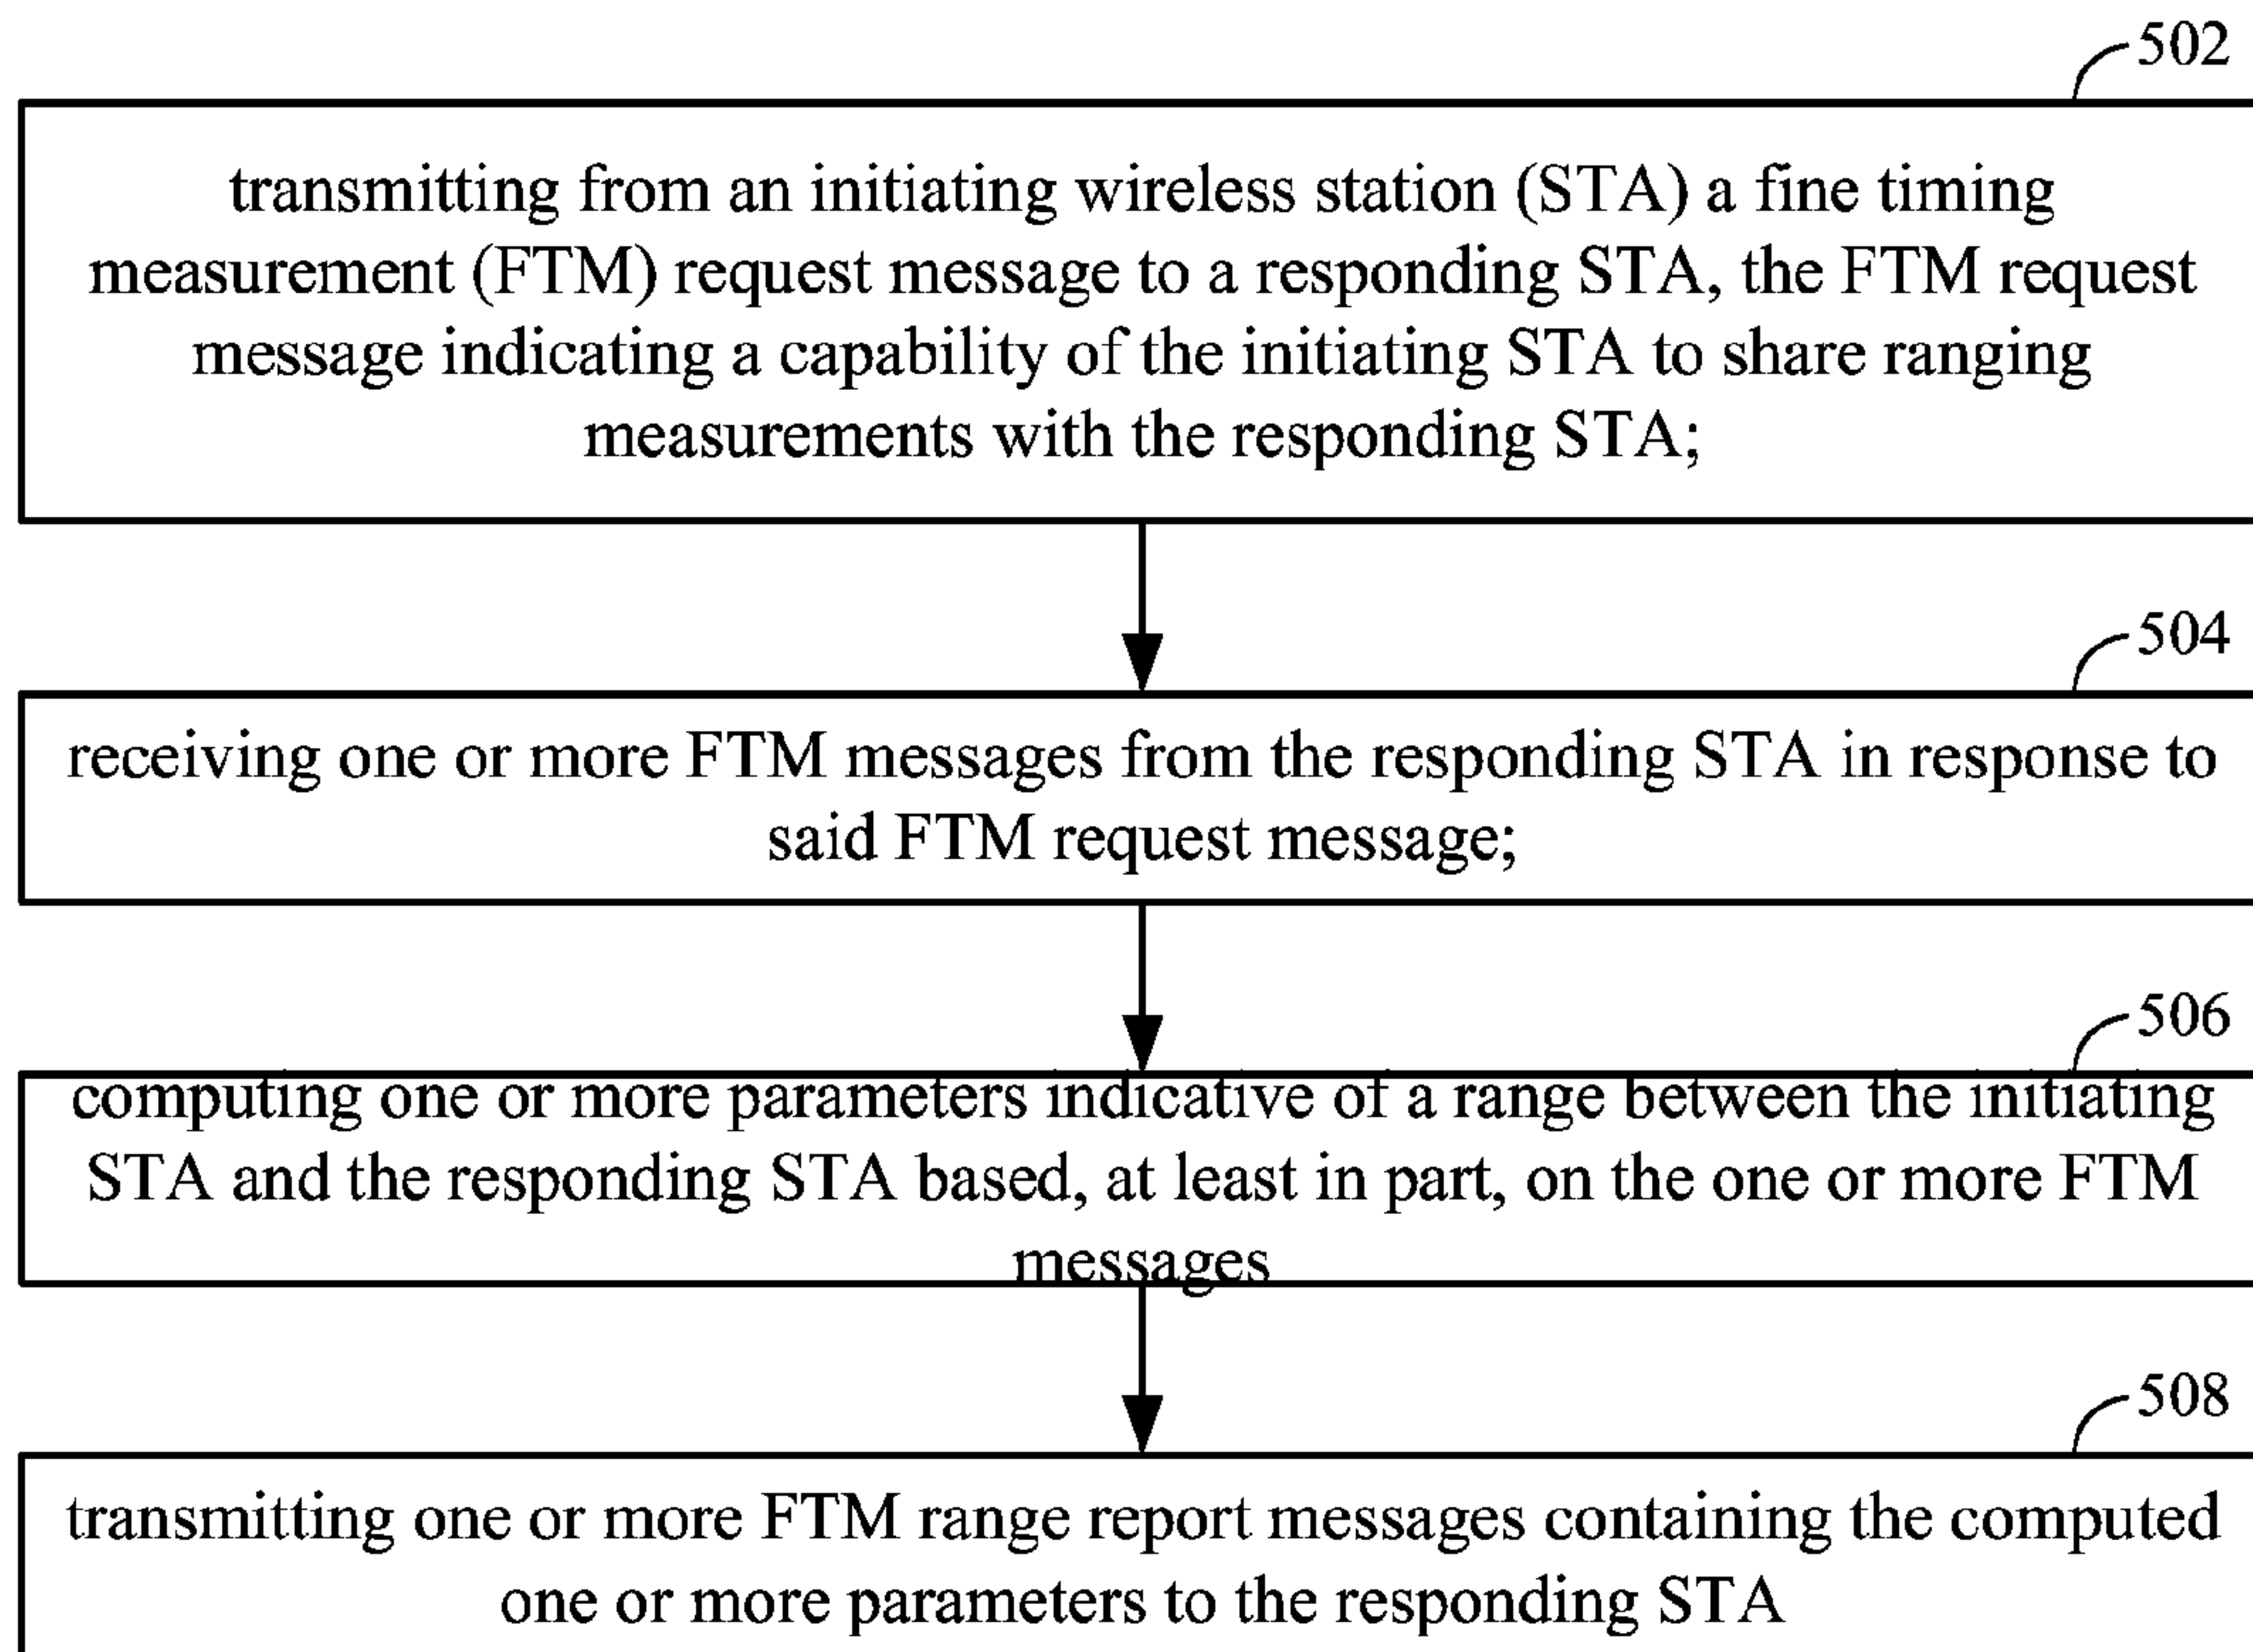 502
transmitting from an initiating wireless station (STA) a fine timing
measurement (FTM) request message to a responding STA, the FTM request
message indicating a capability of the initiating STA to share ranging
measurements with the responding STA;
504
receiving one or more FTM messages from the responding STA in response to
said FTM request message;
506
computing one or more parameters indicative of a range between the initiating
STA and the responding STA based, at least in part, on the one or more FTM
messages
508
transmitting one or more FTM range report messages containing the computed
one or more parameters to the responding STA